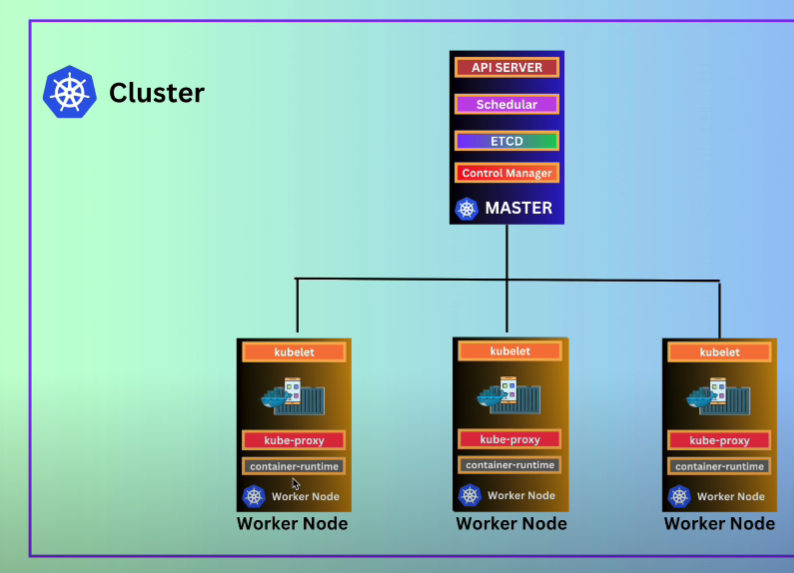 Cluster
API SERVER
Schedular
ETCD
Control Manager
MASTER
kubelet
kube-proxy
container-runtime
Worker Node
Worker Node
kubelet
kube-proxy
container-runtime
Worker Node
Worker Node
kubelet
kube-proxy
container-runtime
Worker Node
Worker Node